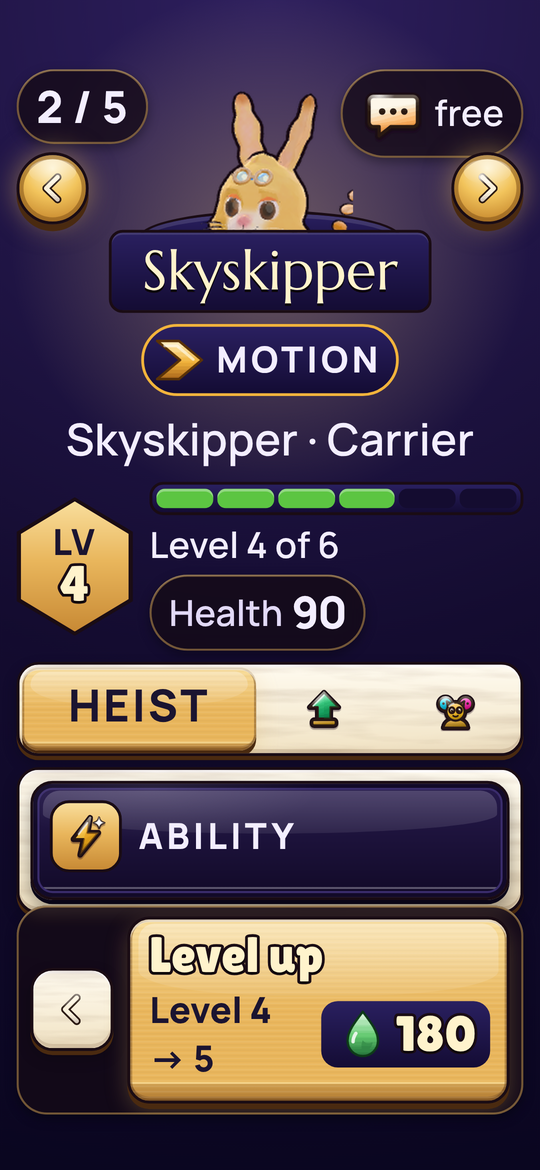 2 / 5
free
Skyskipper
MOTION
Skyskipper · Carrier
LV
4
Level 4 of 6
Health 90
HEIST
ABILITY
Level up
Level 4
→ 5
180